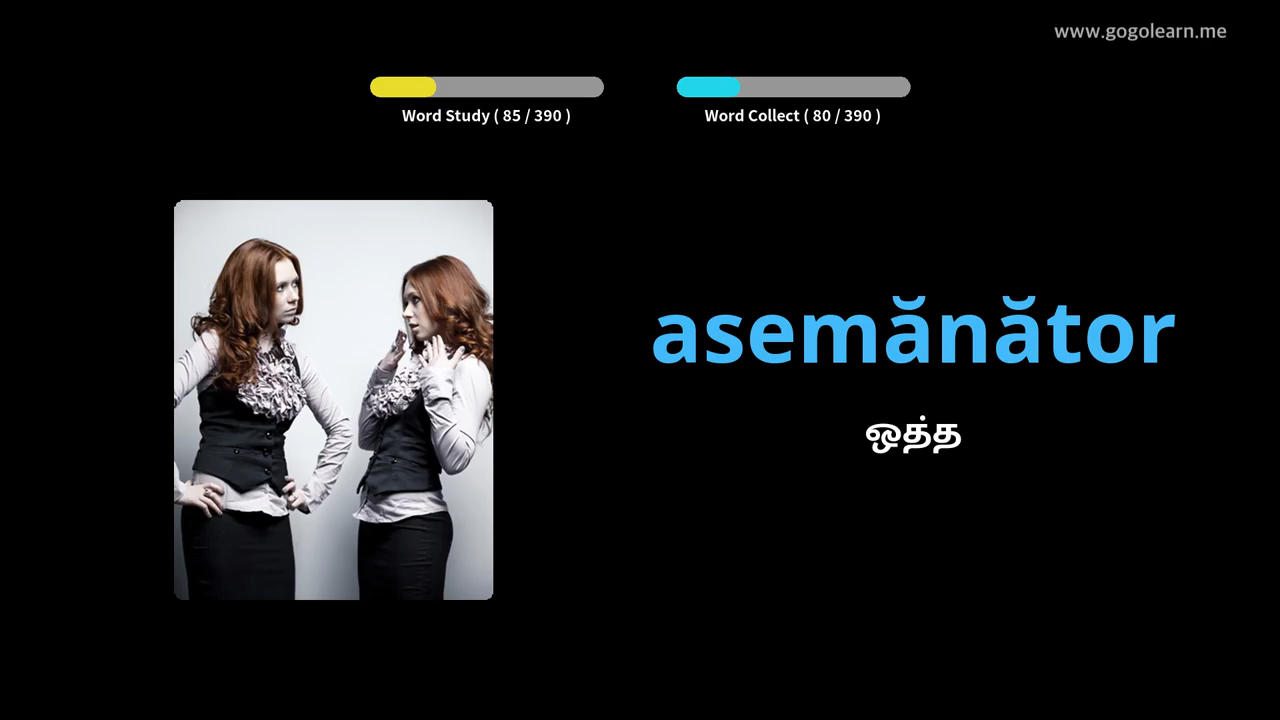 www.gogolearn.me
Word Study ( 85 / 390 )
Word Collect ( 80 / 390 )
asemănător
ஒத்த